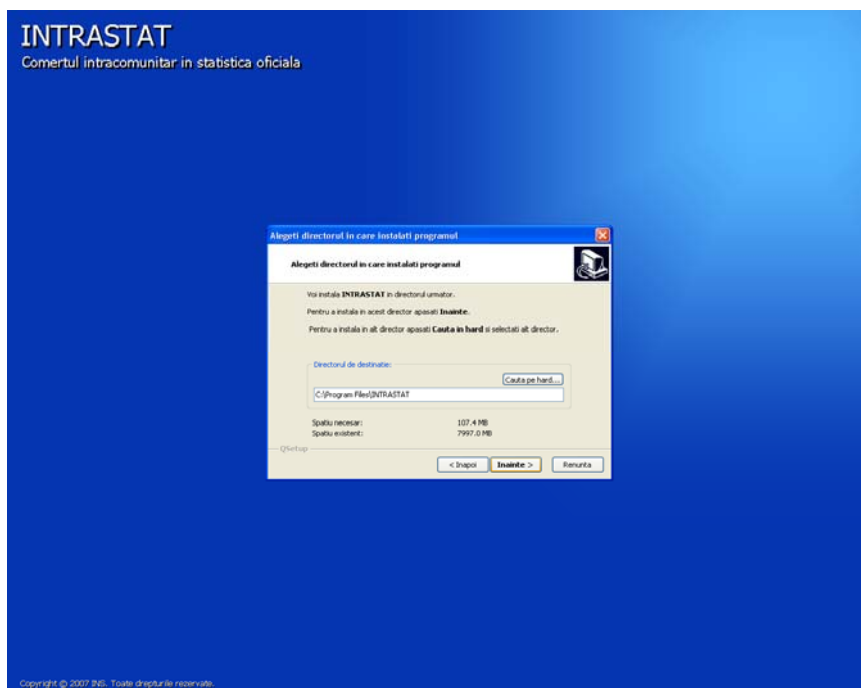 INTRASTAT
Comertul intracomunitar in statistica oficiala
Alegeti directorul in care instalati programul
Alegeti directorul in care instalati programul
Voi instala INTRASTAT in directorul urmator.
Pentru a instala in acest director apasati Inainte.
Pentru a instala in alt director apasati Cauta in hard si selectati alt director.
Directorul de destinatie:
Cauta pe hard...
C:\Program Files\INTRASTAT
Spatiu necesar: 107.4 MB
Spatiu existent: 7997.0 MB
QSetup
< Inapoi Inainte > Renunta
Copyright © 2007 INS. Toate drepturile rezervate.